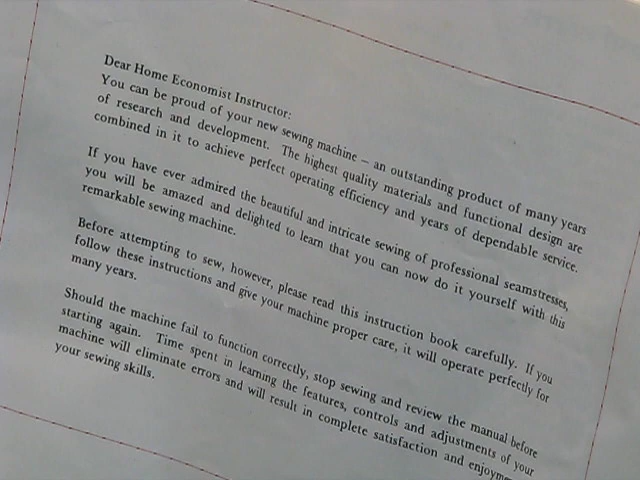 Dear Home Economist Instructor:
You can be proud of your new sewing machine – an outstanding product of many years
of research and development. The highest quality materials and functional design are
combined in it to achieve perfect operating efficiency and years of dependable service.
If you have ever admired the beautiful and intricate sewing of professional seamstresses,
you will be amazed and delighted to learn that you can now do it yourself with this
remarkable sewing machine.
Before attempting to sew, however, please read this instruction book carefully. If you
follow these instructions and give your machine proper care, it will operate perfectly for
many years.
Should the machine fail to function correctly, stop sewing and review the manual before
starting again. Time spent in learning the features, controls and adjustments of your
machine will eliminate errors and will result in complete satisfaction and
your sewing skills.